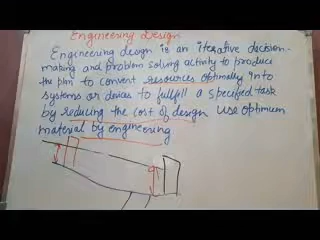 Engineering Design
Engineering design is an iterative decision-
making and problem solving activity to produce
the plan to convert resources optimally into
systems or devices to fulfill a specified task
by reducing the cost of design use optimum
material by engineering